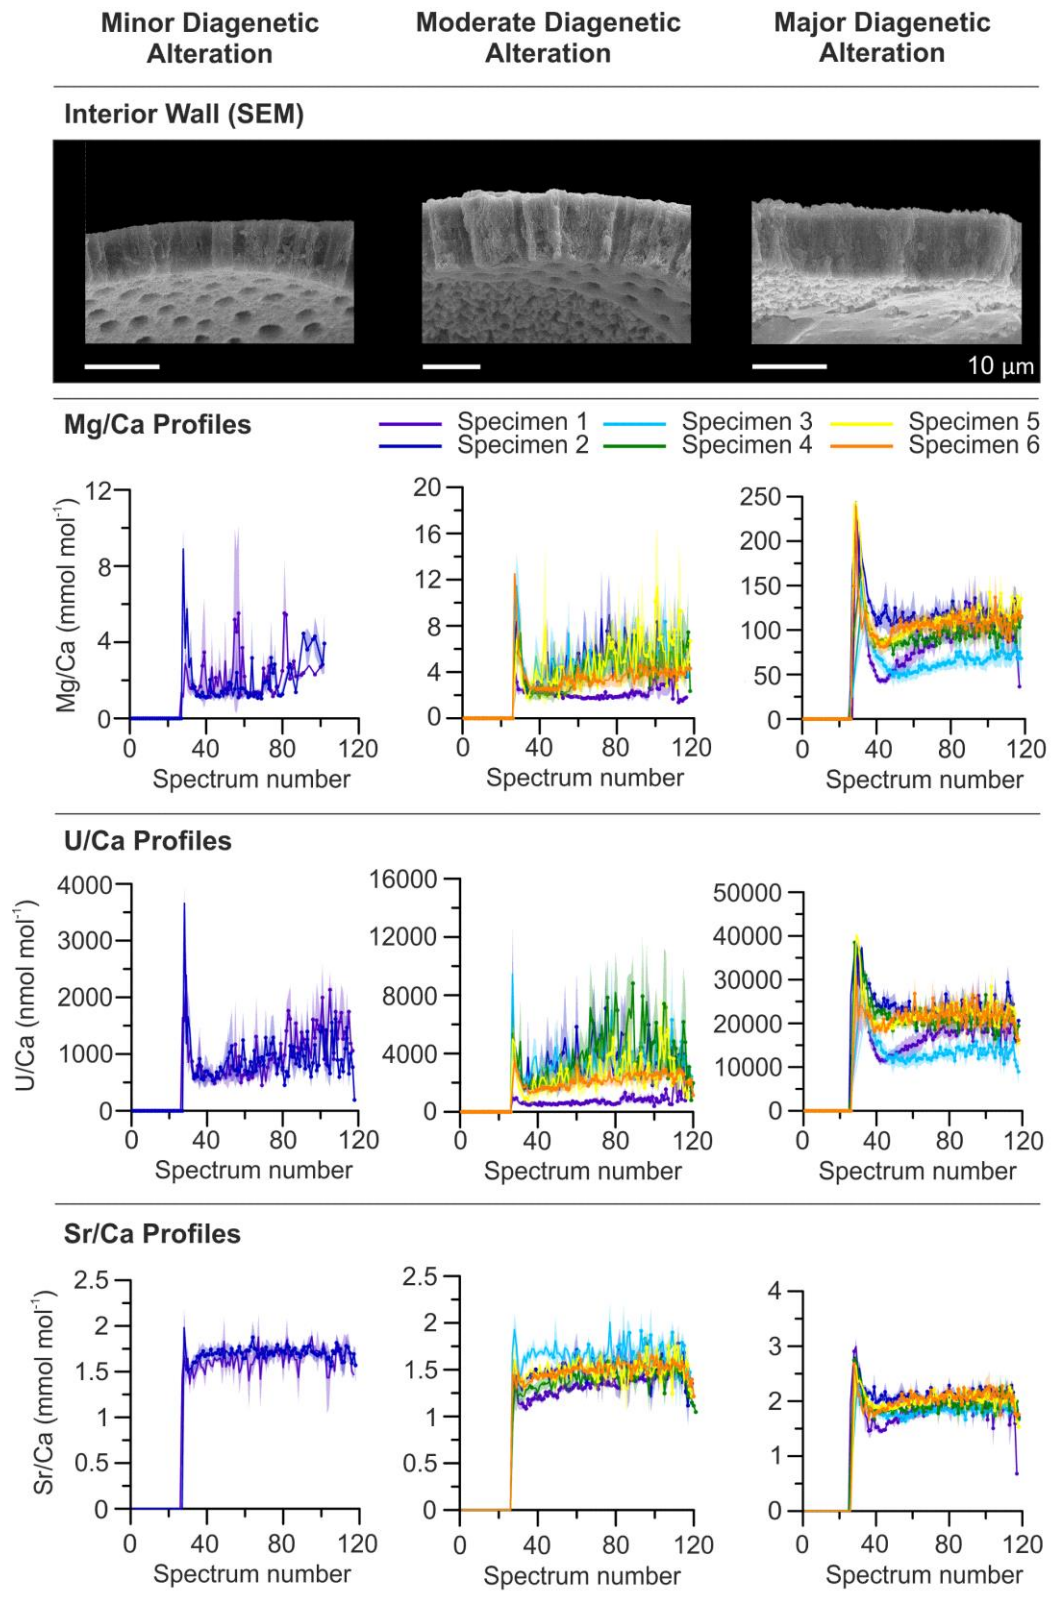 Minor Diagenetic Alteration
Moderate Diagenetic Alteration
Major Diagenetic Alteration
Interior Wall (SEM)
10 µm
Mg/Ca Profiles
Specimen 1
Specimen 3
Specimen 5
Specimen 2
Specimen 4
Specimen 6
Mg/Ca (mmol mol⁻¹)
12
8
4
0
0 40 80 120
Spectrum number
20
16
12
8
4
0
0 40 80 120
Spectrum number
250
200
150
100
50
0
0 40 80 120
Spectrum number
U/Ca Profiles
U/Ca (nmol mol⁻¹)
4000
3000
2000
1000
0
0 40 80 120
Spectrum number
16000
12000
8000
4000
0
0 40 80 120
Spectrum number
50000
40000
30000
20000
10000
0
0 40 80 120
Spectrum number
Sr/Ca Profiles
Sr/Ca (mmol mol⁻¹)
2.5
2
1.5
1
0.5
0
0 40 80 120
Spectrum number
2.5
2
1.5
1
0.5
0
0 40 80 120
Spectrum number
4
3
2
1
0
0 40 80 120
Spectrum number